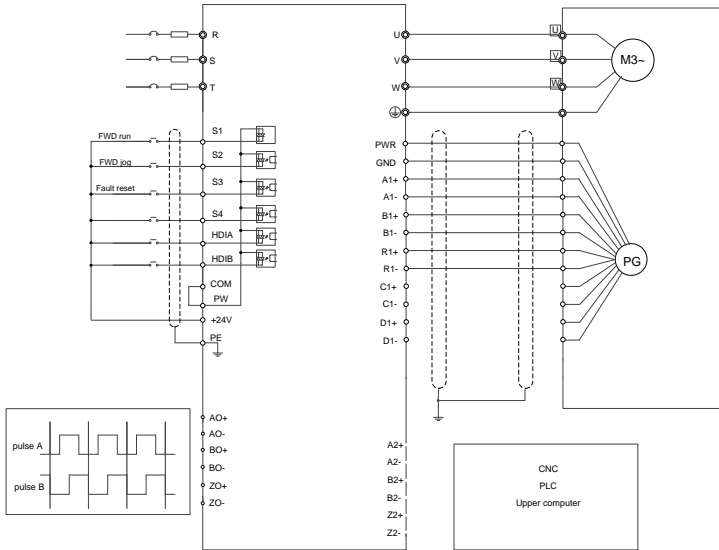 R
S
T
FWD run
S1
FWD jog
S2
Fault reset
S3
S4
HDIA
HDIB
COM
PW
+24V
PE
AO+
AO-
BO+
BO-
ZO+
ZO-
pulse A
pulse B
U
V
W
U
V
W
M3~
PWR
GND
A1+
A1-
B1+
B1-
R1+
R1-
C1+
C1-
D1+
D1-
PG
A2+
A2-
B2+
B2-
Z2+
Z2-
CNC
PLC
Upper computer